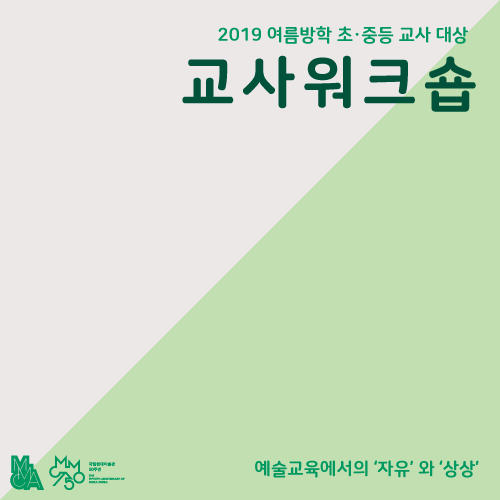 2019 여름방학 초·중등 교사 대상
교사워크숍
MMCA
국립현대미술관
50주년
예술교육에서의 '자유' 와 '상상'